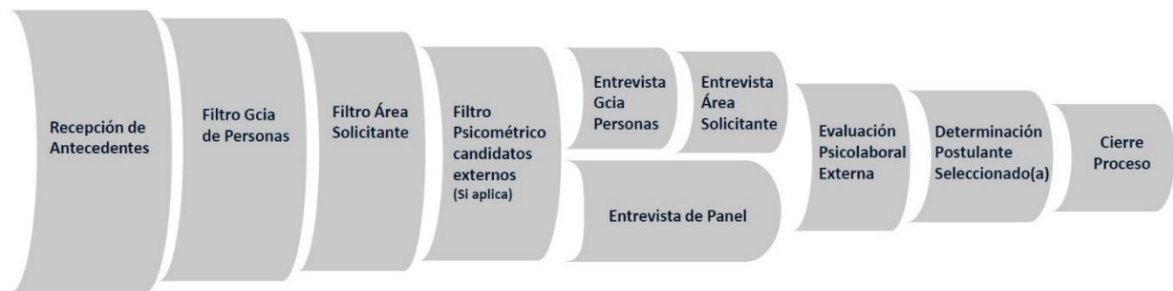 Recepción de
Antecedentes
Filtro Gcia
de Personas
Filtro Área
Solicitante
Filtro
Psicométrico
candidatos
externos
(Si aplica)
Entrevista
Gcia
Personas
Entrevista
Área
Solicitante
Entrevista de Panel
Evaluación
Psicolaboral
Externa
Determinación
Postulante
Seleccionado(a)
Cierre
Proceso